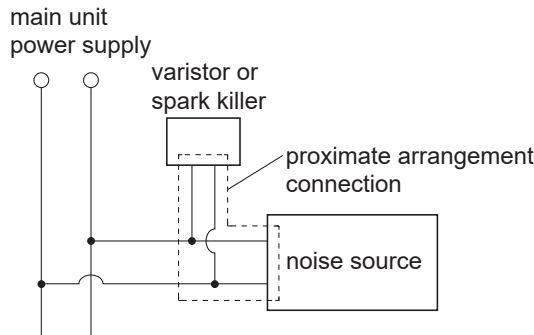 main unit
power supply
varistor or
spark killer
proximate arrangement
connection
noise source